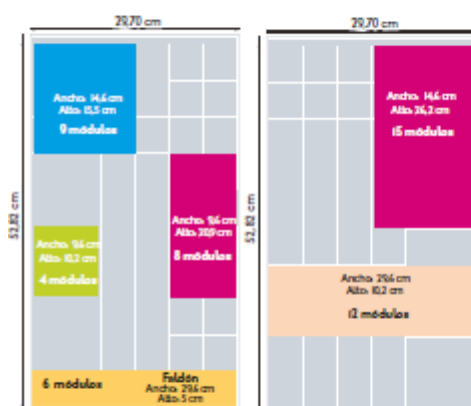 29,70 cm
52,82 cm
Ancho: 14,6 cm
Alto: 15,5 cm
9 módulos
Ancho: 9,6 cm
Alto: 20,9 cm
8 módulos
Ancho: 9,6 cm
Alto: 10,2 cm
4 módulos
6 módulos
Faldón
Ancho: 29,6 cm
Alto: 5 cm
29,70 cm
52,82 cm
Ancho: 14,6 cm
Alto: 26,2 cm
15 módulos
Ancho: 29,6 cm
Alto: 10,2 cm
12 módulos